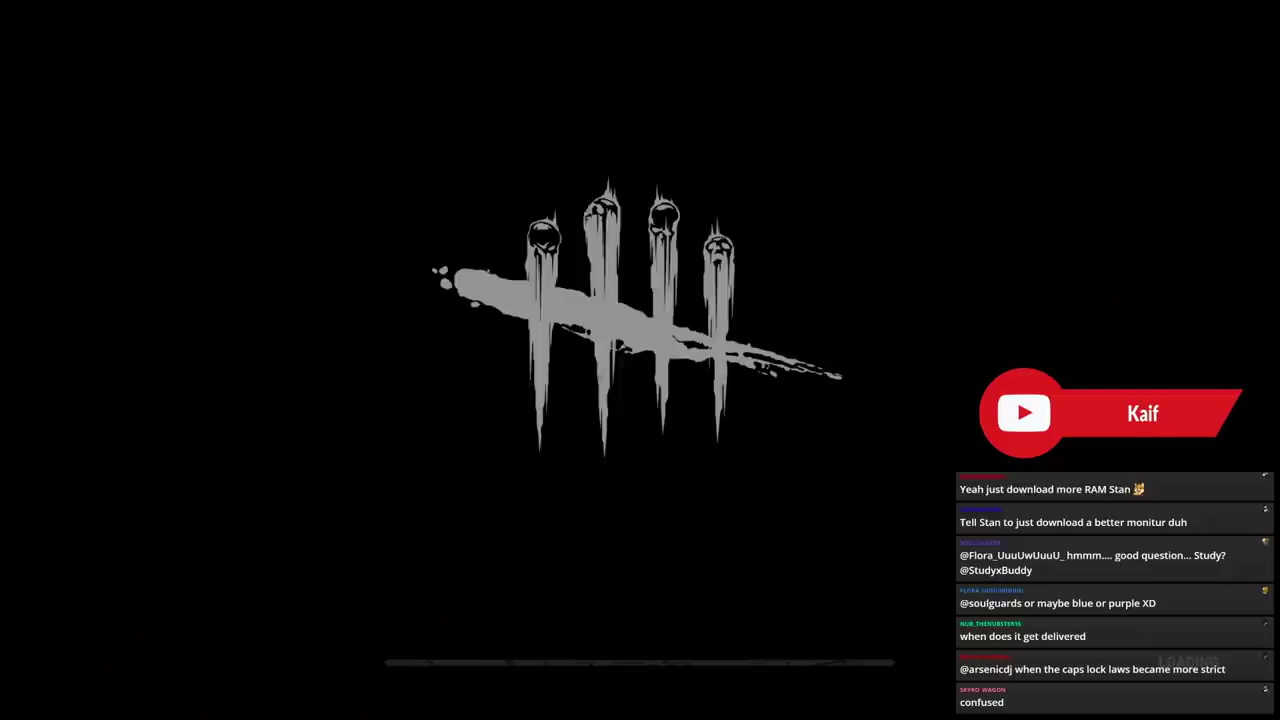 Kaif
Yeah just download more RAM Stan
Tell Stan to just download a better monitur duh
@Flora_UuuUwUuuU_ hmmm.... good question... Study?
@StudyxBuddy
@soulguards or maybe blue or purple XD
NUB_THENUBSTER16
when does it get delivered
LOADING
@arsenicdj when the caps lock laws became more strict
SKYRO_WAGON
confused